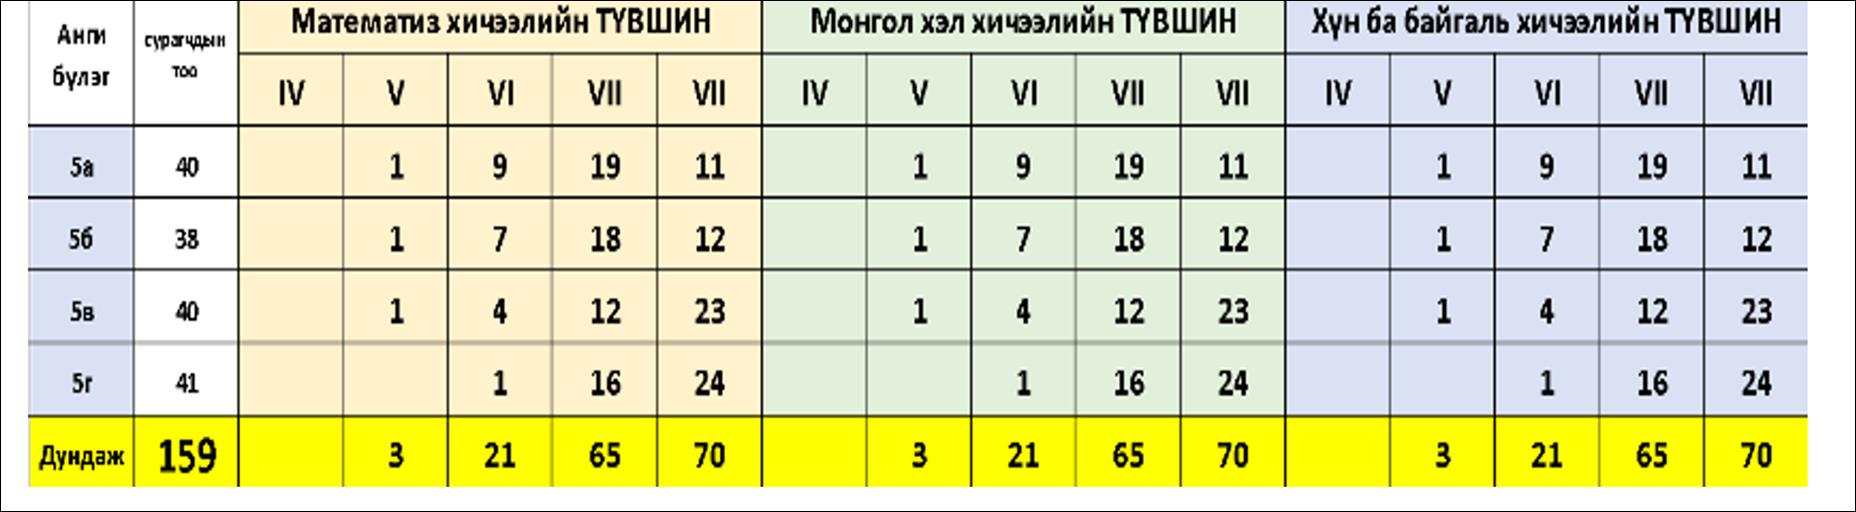 Анги бүлэг сурагчдын тоо Математиз хичээлийн ТҮВШИН Монгол хэл хичээлийн ТҮВШИН Хүн ба байгаль хичээлийн ТҮВШИН
IV V VI VII VII IV V VI VII VII IV V VI VII VII
5а 40 1 9 19 11 1 9 19 11 1 9 19 11
5б 38 1 7 18 12 1 7 18 12 1 7 18 12
5в 40 1 4 12 23 1 4 12 23 1 4 12 23
5г 41 1 16 24 1 16 24 1 16 24
Дундаж 159 3 21 65 70 3 21 65 70 3 21 65 70